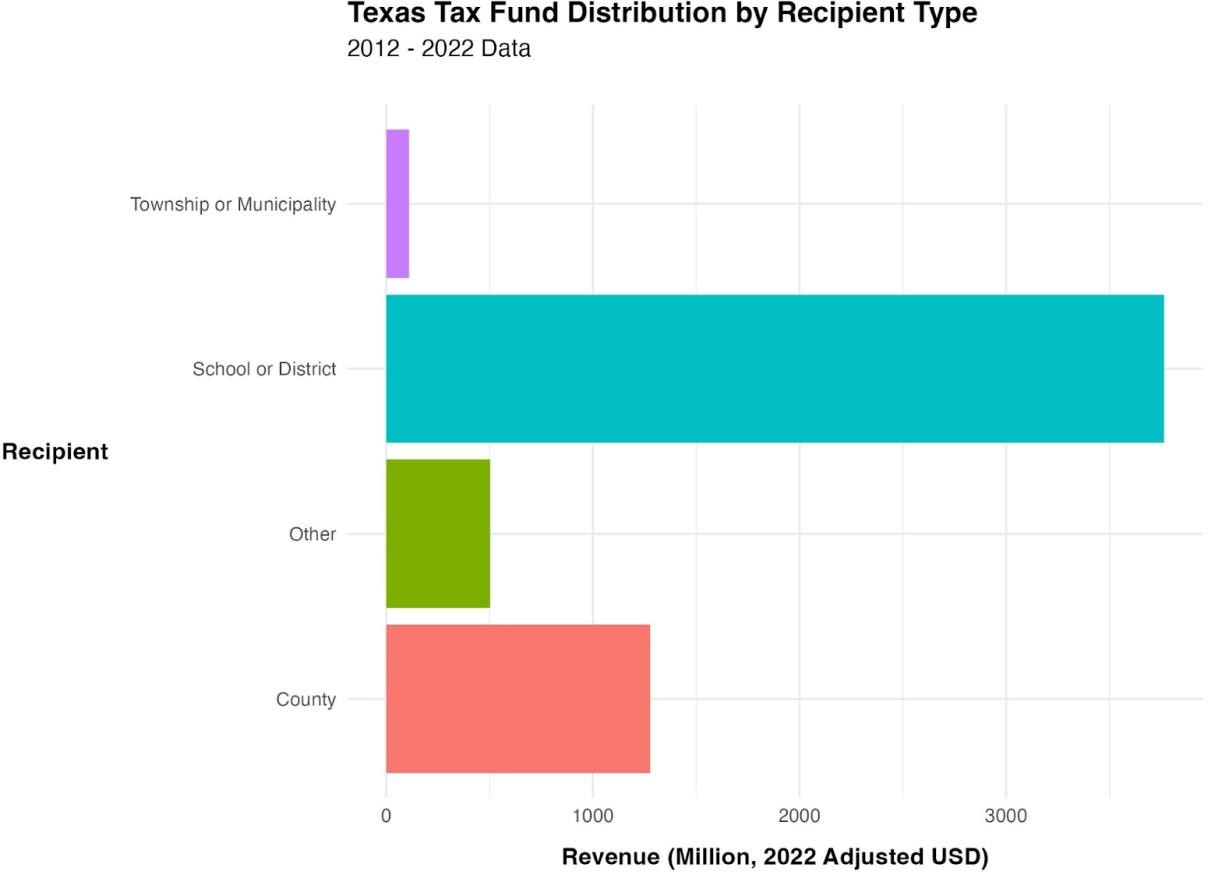 Texas Tax Fund Distribution by Recipient Type
2012 - 2022 Data
Township or Municipality
School or District
Recipient
Other
County
0 1000 2000 3000
Revenue (Million, 2022 Adjusted USD)